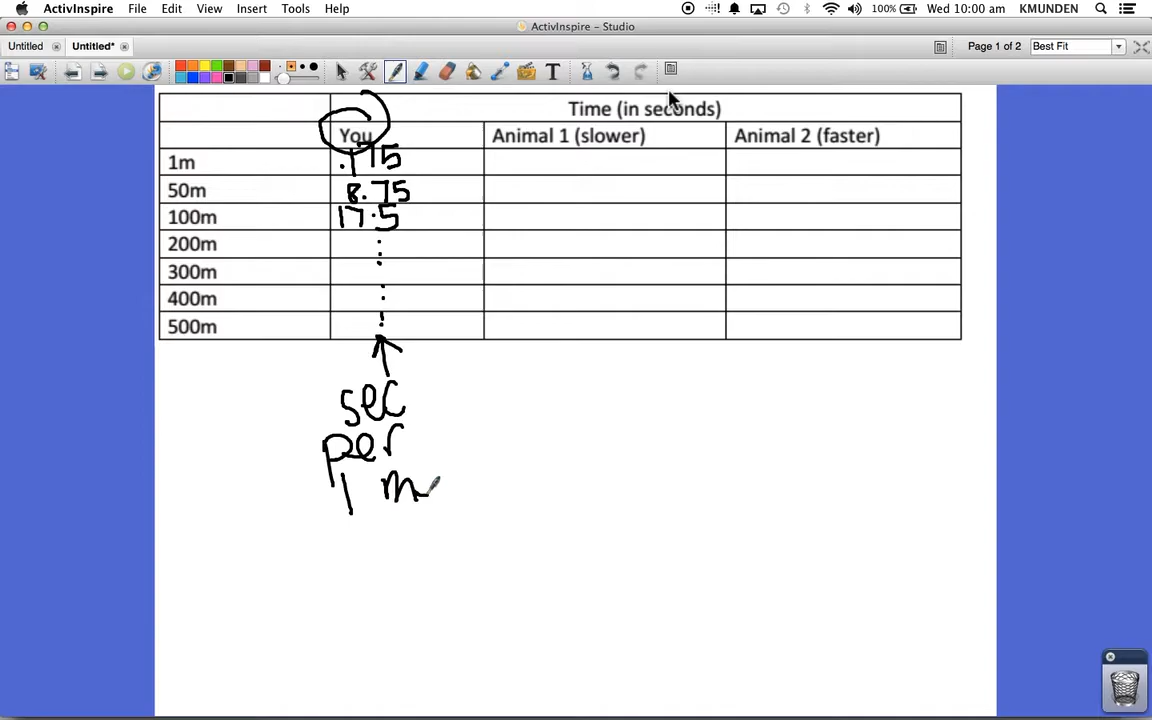 ActivInspire File Edit View Insert Tools Help 100% Wed 10:00 am KMUNDEN
ActivInspire - Studio
Untitled Untitled* Page 1 of 2 Best Fit
Time (in seconds)
You Animal 1 (slower) Animal 2 (faster)
1m .175
50m 8.75
100m 17.5
200m
300m
400m
500m
sec
per
1 m